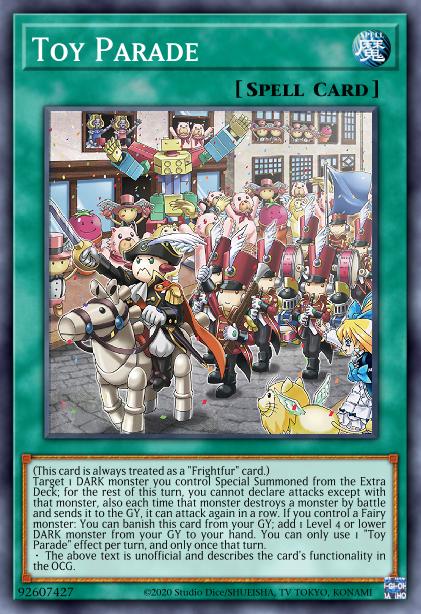 TOY PARADE
SPELL
魔
[SPELL CARD]
(This card is always treated as a "Frightfur" card.)
Target 1 DARK monster you control Special Summoned from the Extra
Deck; for the rest of this turn, you cannot declare attacks except with
that monster, also each time that monster destroys a monster by battle
and sends it to the GY, it can attack again in a row. If you control a Fairy
monster: You can banish this card from your GY; add 1 Level 4 or lower
DARK monster from your GY to your hand. You can only use 1 "Toy
Parade" effect per turn, and only once that turn.
· The above text is unofficial and describes the card's functionality in
the OCG.
92607427
©2020 Studio Dice/SHUEISHA, TV TOKYO, KONAMI